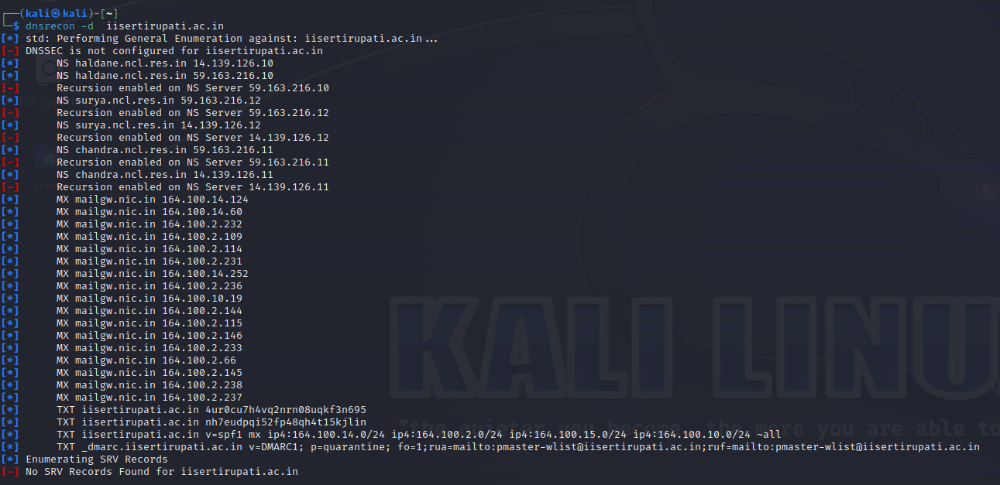 ┌──(kali㉿kali)-[~]
└─$ dnsrecon -d  iisertirupati.ac.in
[*] std: Performing General Enumeration against: iisertirupati.ac.in...
[-] DNSSEC is not configured for iisertirupati.ac.in
[*] 	 NS haldane.ncl.res.in 14.139.126.10
[*] 	 NS haldane.ncl.res.in 59.163.216.10
[-] 	 Recursion enabled on NS Server 59.163.216.10
[*] 	 NS surya.ncl.res.in 59.163.216.12
[-] 	 Recursion enabled on NS Server 59.163.216.12
[*] 	 NS surya.ncl.res.in 14.139.126.12
[-] 	 Recursion enabled on NS Server 14.139.126.12
[*] 	 NS chandra.ncl.res.in 59.163.216.11
[-] 	 Recursion enabled on NS Server 59.163.216.11
[*] 	 NS chandra.ncl.res.in 14.139.126.11
[-] 	 Recursion enabled on NS Server 14.139.126.11
[*] 	 MX mailgw.nic.in 164.100.14.124
[*] 	 MX mailgw.nic.in 164.100.14.60
[*] 	 MX mailgw.nic.in 164.100.2.232
[*] 	 MX mailgw.nic.in 164.100.2.109
[*] 	 MX mailgw.nic.in 164.100.2.114
[*] 	 MX mailgw.nic.in 164.100.2.231
[*] 	 MX mailgw.nic.in 164.100.14.252
[*] 	 MX mailgw.nic.in 164.100.2.236
[*] 	 MX mailgw.nic.in 164.100.10.19
[*] 	 MX mailgw.nic.in 164.100.2.144
[*] 	 MX mailgw.nic.in 164.100.2.115
[*] 	 MX mailgw.nic.in 164.100.2.146
[*] 	 MX mailgw.nic.in 164.100.2.233
[*] 	 MX mailgw.nic.in 164.100.2.66
[*] 	 MX mailgw.nic.in 164.100.2.145
[*] 	 MX mailgw.nic.in 164.100.2.238
[*] 	 MX mailgw.nic.in 164.100.2.237
[*] 	 TXT iisertirupati.ac.in 4ur0cu7h4vq2nrn08uqkf3n695
[*] 	 TXT iisertirupati.ac.in nh7eudpqi52fp48qh4t15kjlin
[*] 	 TXT iisertirupati.ac.in v=spf1 mx ip4:164.100.14.0/24 ip4:164.100.2.0/24 ip4:164.100.15.0/24 ip4:164.100.10.0/24 ~all
[*] 	 TXT _dmarc.iisertirupati.ac.in v=DMARC1; p=quarantine; fo=1;rua=mailto:pmaster-wlist@iisertirupati.ac.in;ruf=mailto:pmaster-wlist@iisertirupati.ac.in
[*] Enumerating SRV Records
[-] No SRV Records Found for iisertirupati.ac.in
File Sys
Hom
KALI LINU
"the quieter you become, the more you are able to